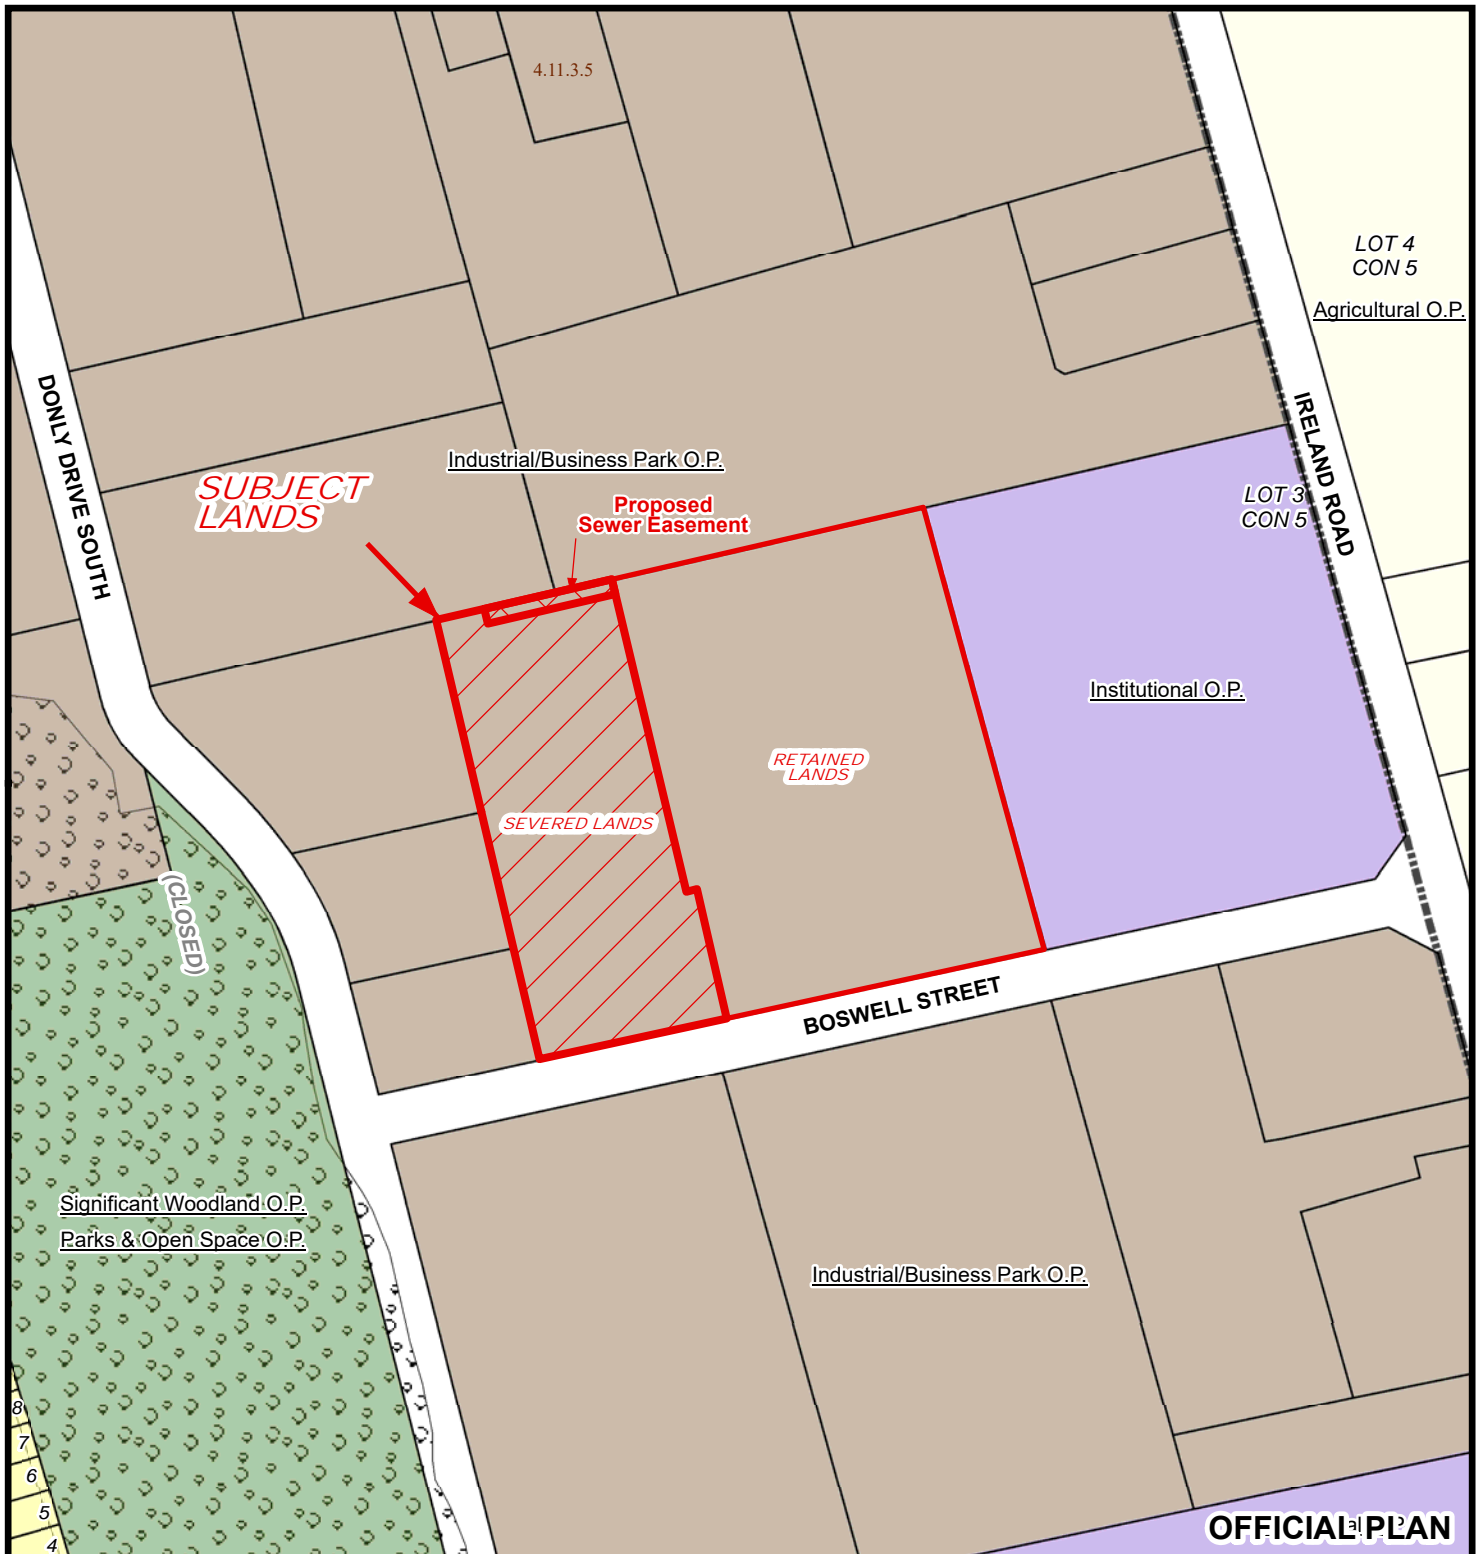 4.11.3.5
LOT 4
CON 5
Agricultural O.P.
DONLY DRIVE SOUTH
IRELAND ROAD
Industrial/Business Park O.P.
SUBJECT
LANDS
Proposed
Sewer Easement
LOT 3
CON 5
Institutional O.P.
RETAINED
LANDS
SEVERED LANDS
(CLOSED)
BOSWELL STREET
Significant Woodland O.P.
Parks & Open Space O.P.
Industrial/Business Park O.P.
8
7
6
5
4
OFFICIAL PLAN